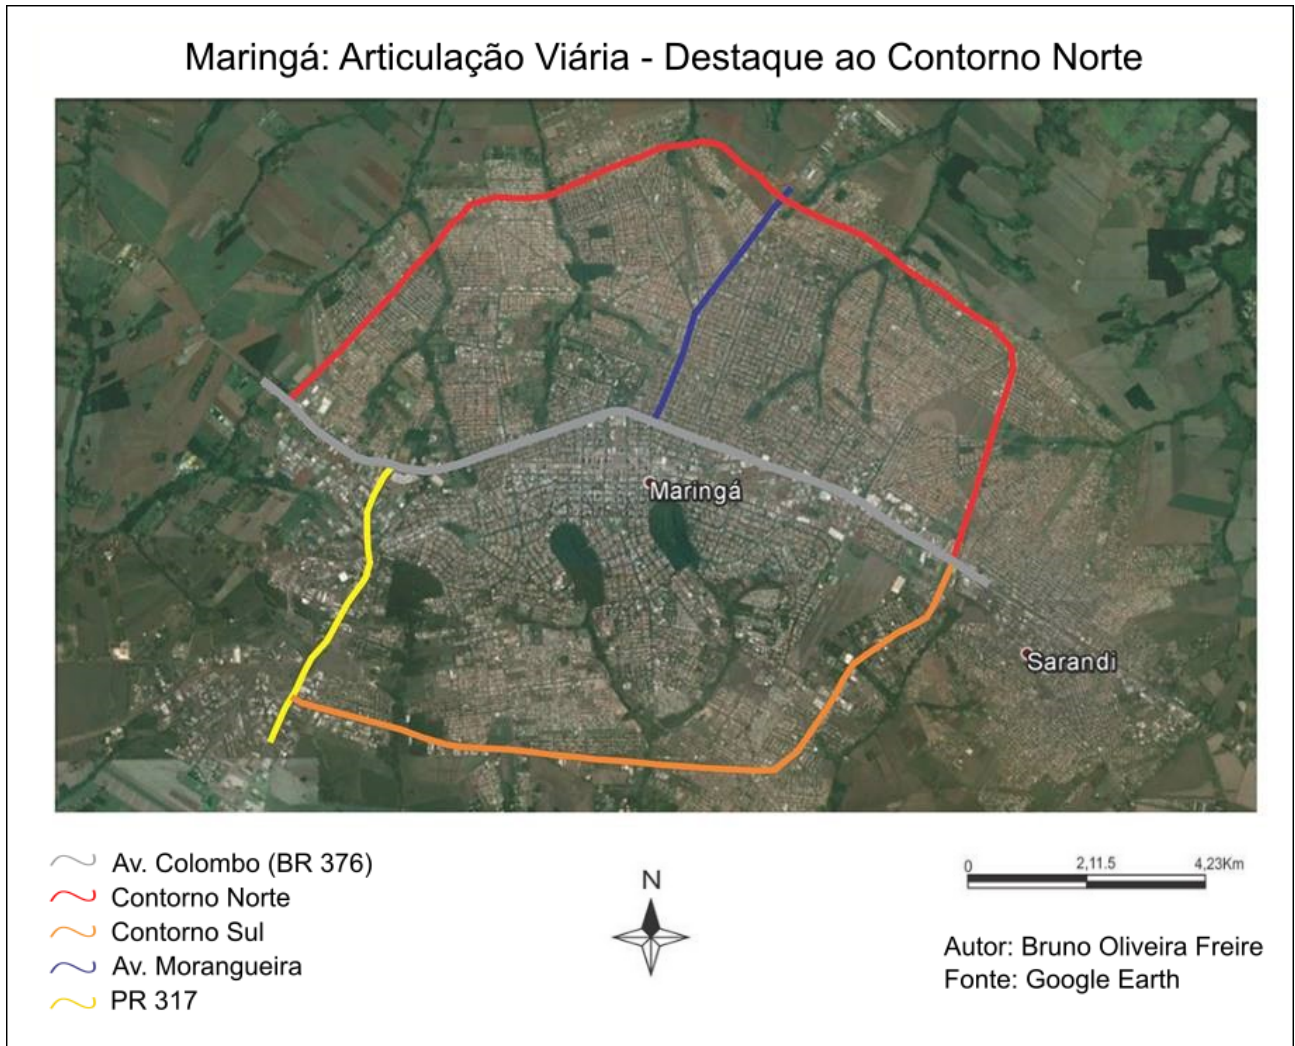 Maringá: Articulação Viária - Destaque ao Contorno Norte
Maringá
Sarandi
Av. Colombo (BR 376)
Contorno Norte
Contorno Sul
Av. Morangueira
PR 317
N
0 2,11.5 4,23Km
Autor: Bruno Oliveira Freire
Fonte: Google Earth